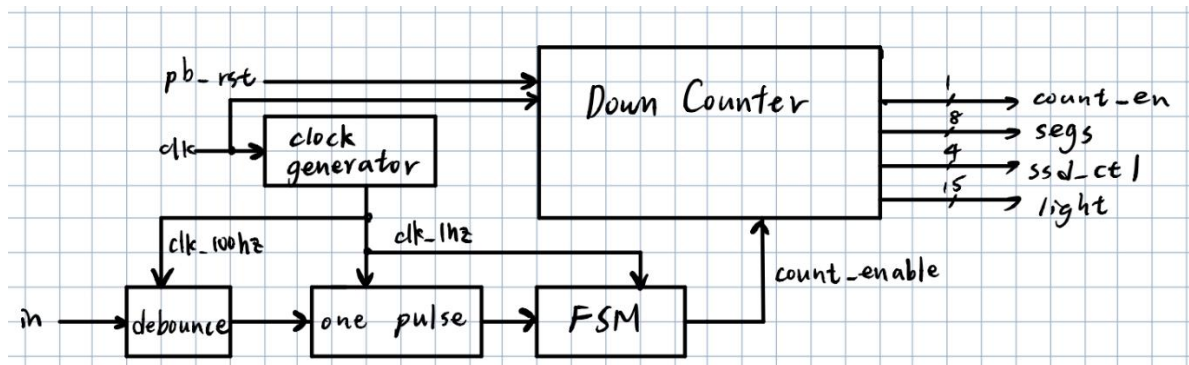 pb_rst
clk
clock
generator
Down Counter
1
count_en
8
segs
4
ssd_ctl
15
light
clk_100hz
clk_1hz
count_enable
in
debounce
one pulse
FSM